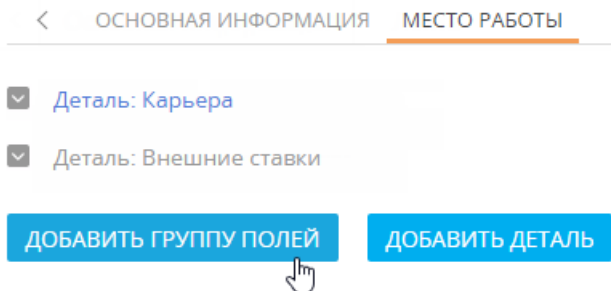 ОСНОВНАЯ ИНФОРМАЦИЯ МЕСТО РАБОТЫ
Деталь: Карьера
Деталь: Внешние ставки
ДОБАВИТЬ ГРУППУ ПОЛЕЙ ДОБАВИТЬ ДЕТАЛЬ